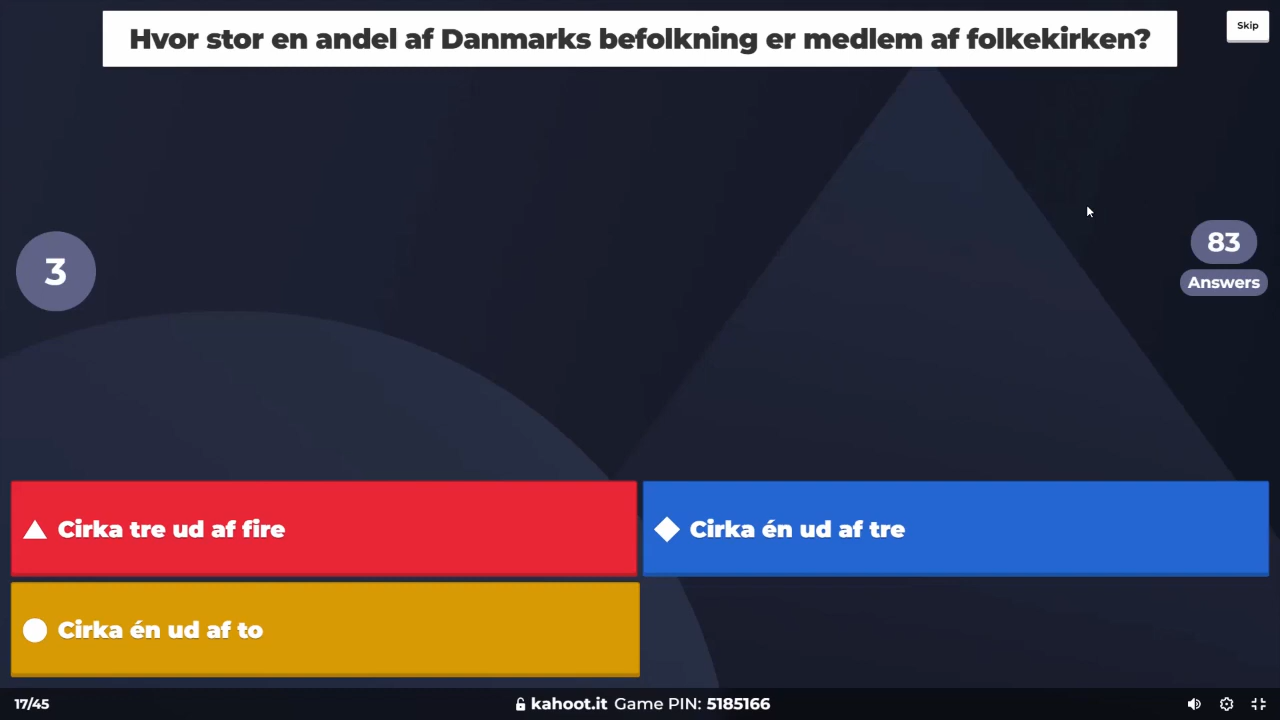 Hvor stor en andel af Danmarks befolkning er medlem af folkekirken?
Skip
3
83
Answers
Cirka tre ud af fire
Cirka én ud af tre
Cirka én ud af to
17/45
kahoot.it Game PIN: 5185166